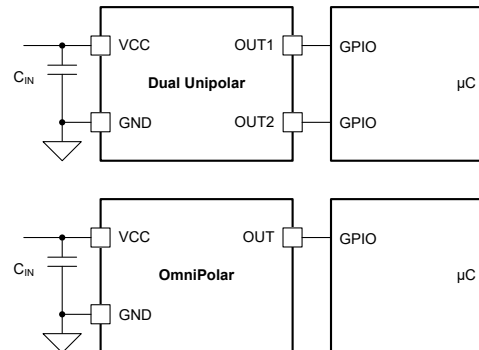 VCC OUT1 GPIO
C_IN Dual Unipolar µC
GND OUT2 GPIO
VCC OUT GPIO
C_IN OmniPolar µC
GND